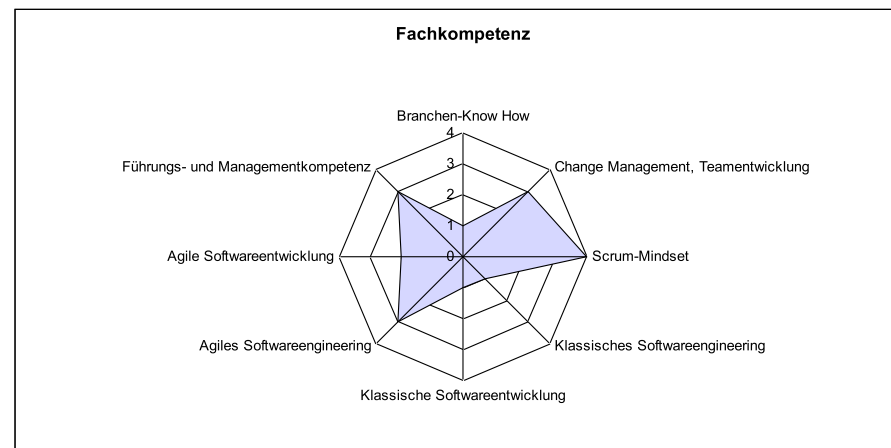 Fachkompetenz
Branchen-Know How
4
Führungs- und Managementkompetenz
3
Change Management, Teamentwicklung
2
1
Agile Softwareentwicklung
0
Scrum-Mindset
Agiles Softwareengineering
Klassisches Softwareengineering
Klassische Softwareentwicklung